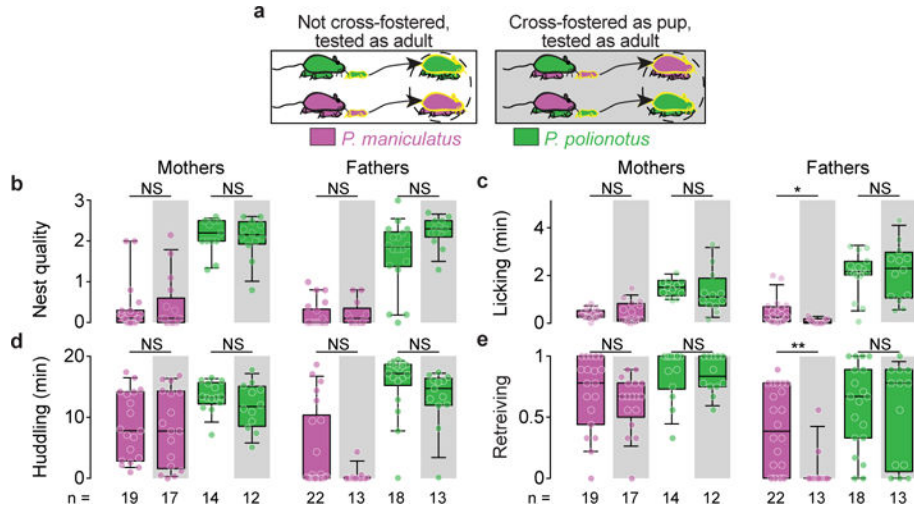 a
Not cross-fostered, tested as adult
Cross-fostered as pup, tested as adult
P. maniculatus
P. polionotus
b
Mothers
Fathers
NS
NS
NS
NS
Nest quality
3
2
1
0
c
Mothers
Fathers
NS
NS
*
NS
Licking (min)
4
2
0
d
NS
NS
NS
NS
Huddling (min)
20
10
0
n =
19
17
14
12
22
13
18
13
e
NS
NS
**
NS
Retreiving
1
0.5
0
n =
19
17
14
12
22
13
18
13